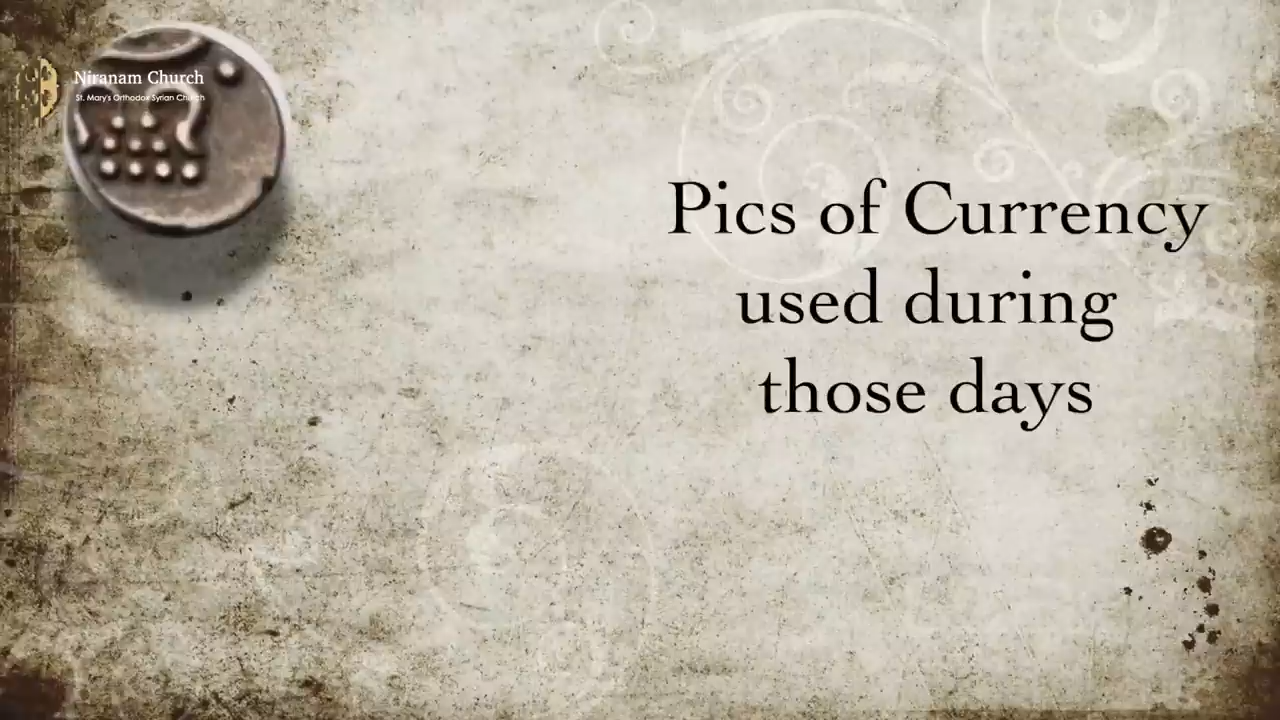 Niranam Church
St. Mary's Orthodox Syrian Church
Pics of Currency
used during
those days